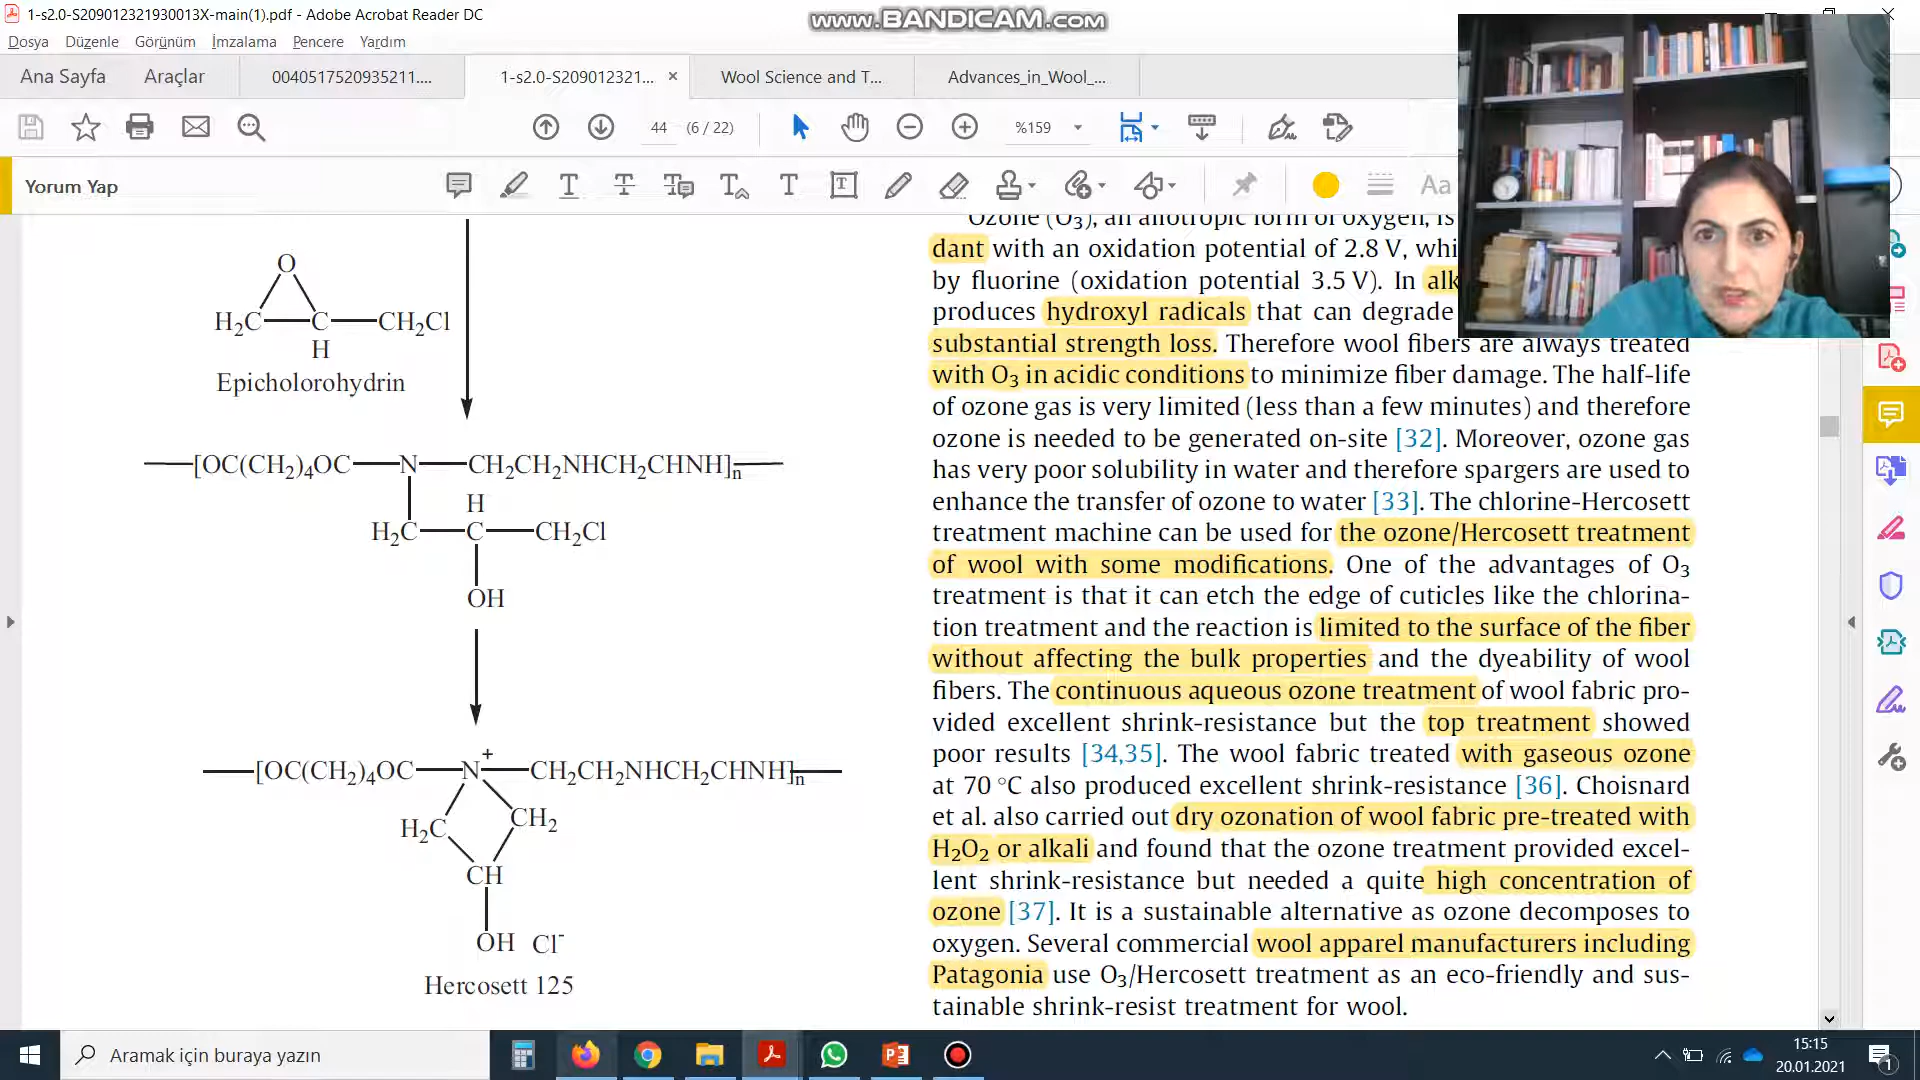 1-s2.0-S209012321930013X-main(1).pdf - Adobe Acrobat Reader DC
www.BANDICAM.com
Dosya Düzenle Görünüm İmzalama Pencere Yardım
Ana Sayfa Araçlar 0040517520935211.... 1-s2.0-S209012321... × Wool Science and T... Advances_in_Wool_...
44 (6 / 22) %159
Yorum Yap
Aa
O
H₂C C CH₂Cl
H
Epicholorohydrin
[OC(CH₂)₄OC N CH₂CH₂NHCH₂CHNH]n
H
H₂C C CH₂Cl
OH
+
[OC(CH₂)₄OC N CH₂CH₂NHCH₂CHNH]n
H₂C CH₂
CH
OH Cl⁻
Hercosett 125
Ozone (O₃), an allotropic form of oxygen, is
dant with an oxidation potential of 2.8 V, whi
by fluorine (oxidation potential 3.5 V). In alk
produces hydroxyl radicals that can degrade
substantial strength loss. Therefore wool fibers are always treated
with O₃ in acidic conditions to minimize fiber damage. The half-life
of ozone gas is very limited (less than a few minutes) and therefore
ozone is needed to be generated on-site [32]. Moreover, ozone gas
has very poor solubility in water and therefore spargers are used to
enhance the transfer of ozone to water [33]. The chlorine-Hercosett
treatment machine can be used for the ozone/Hercosett treatment
of wool with some modifications. One of the advantages of O₃
treatment is that it can etch the edge of cuticles like the chlorina-
tion treatment and the reaction is limited to the surface of the fiber
without affecting the bulk properties and the dyeability of wool
fibers. The continuous aqueous ozone treatment of wool fabric pro-
vided excellent shrink-resistance but the top treatment showed
poor results [34,35]. The wool fabric treated with gaseous ozone
at 70 °C also produced excellent shrink-resistance [36]. Choisnard
et al. also carried out dry ozonation of wool fabric pre-treated with
H₂O₂ or alkali and found that the ozone treatment provided excel-
lent shrink-resistance but needed a quite high concentration of
ozone [37]. It is a sustainable alternative as ozone decomposes to
oxygen. Several commercial wool apparel manufacturers including
Patagonia use O₃/Hercosett treatment as an eco-friendly and sus-
tainable shrink-resist treatment for wool.
Aramak için buraya yazın
15:15
20.01.2021
1